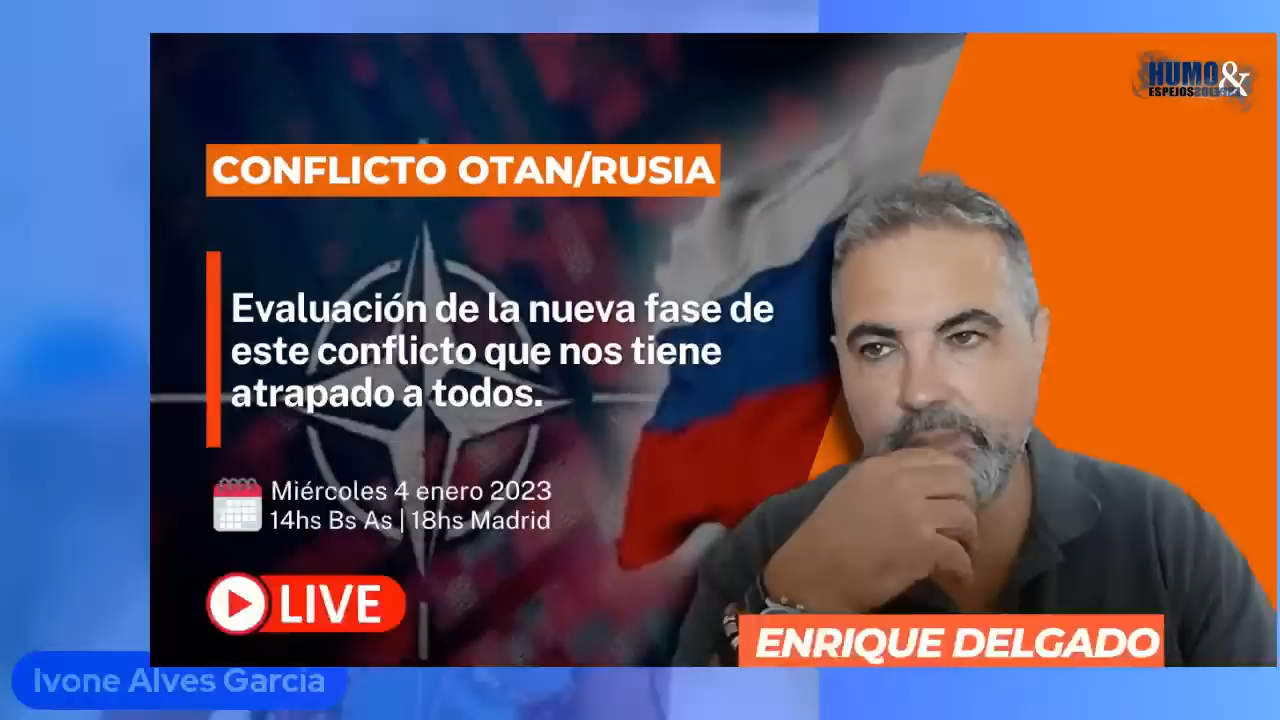 HUMO&
ESPEJOS
CONFLICTO OTAN/RUSIA
Evaluación de la nueva fase de
este conflicto que nos tiene
atrapado a todos.
Miércoles 4 enero 2023
14hs Bs As | 18hs Madrid
LIVE
ENRIQUE DELGADO
Ivone Alves Garcia